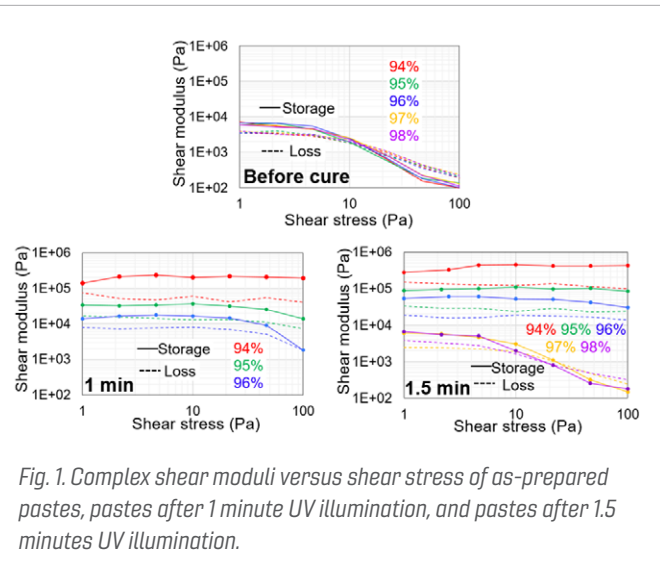 Shear modulus (Pa)
1E+06
1E+05
1E+04
1E+03
1E+02
94%
95%
96%
97%
98%
Storage
Loss
Before cure
1 10 100
Shear stress (Pa)
Shear modulus (Pa)
1E+06
1E+05
1E+04
1E+03
1E+02
Storage 94%
95%
Loss
96%
1 min
1 10 100
Shear stress (Pa)
Shear modulus (Pa)
1E+06
1E+05
1E+04
1E+03
1E+02
94% 95% 96%
97% 98%
Storage
Loss
1.5 min
1 10 100
Shear stress (Pa)
Fig. 1. Complex shear moduli versus shear stress of as-prepared
pastes, pastes after 1 minute UV illumination, and pastes after 1.5
minutes UV illumination.